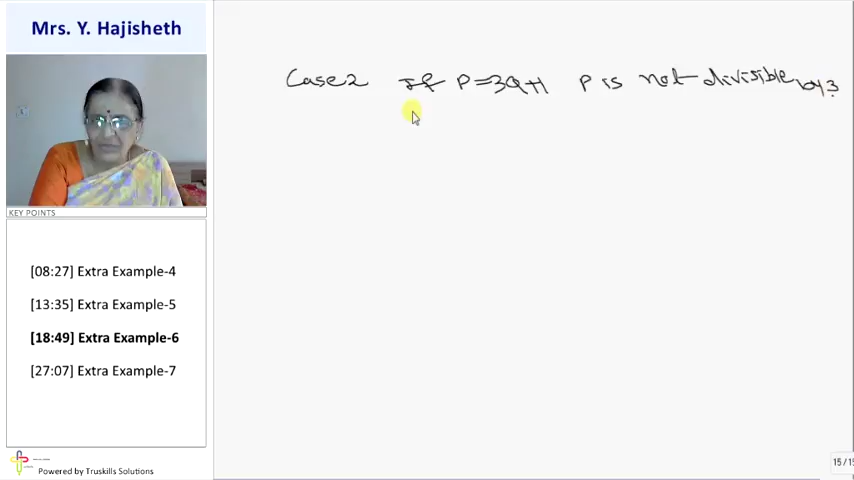 Mrs. Y. Hajisheth
Case2 If P=3Q+1 P is not divisible by 3
KEY POINTS
[08:27] Extra Example-4
[13:35] Extra Example-5
[18:49] Extra Example-6
[27:07] Extra Example-7
Powered by Truskills Solutions
15/15